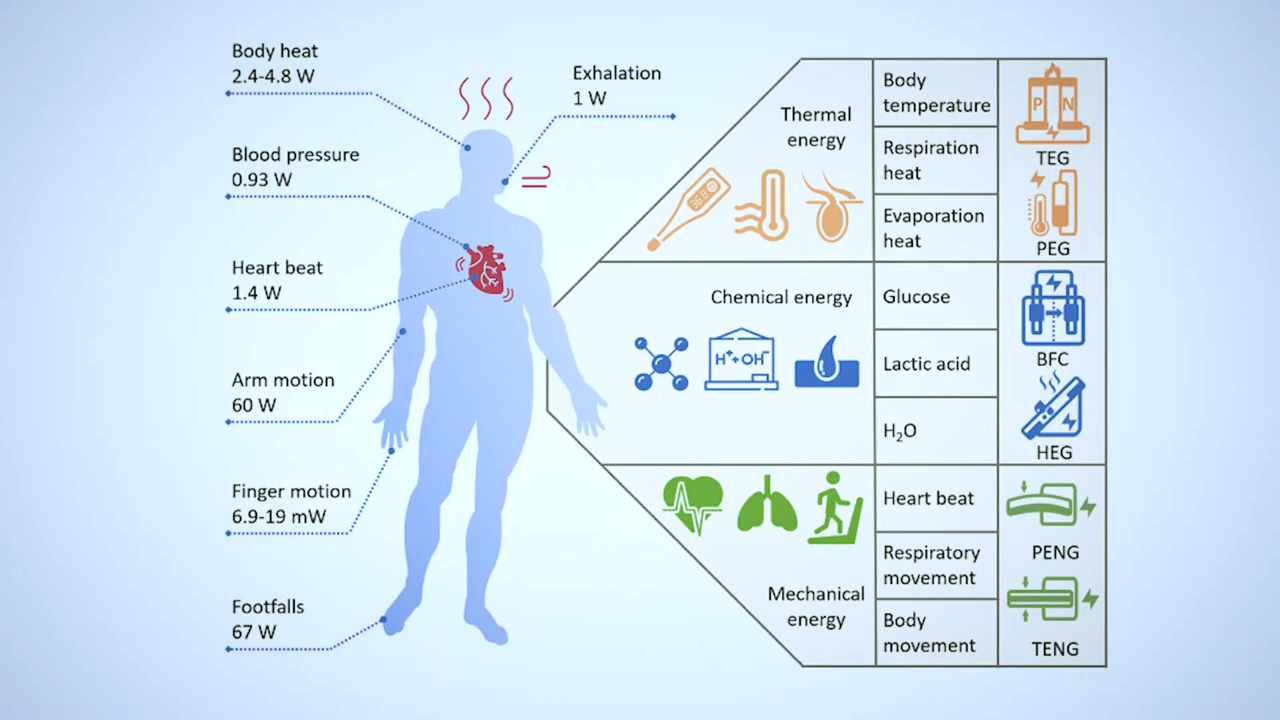 Body heat
2.4-4.8 W
Exhalation
1 W
Blood pressure
0.93 W
Heart beat
1.4 W
Arm motion
60 W
Finger motion
6.9-19 mW
Footfalls
67 W
Thermal
energy
36.8
Body
temperature
Respiration
heat
Evaporation
heat
P N
TEG
PEG
Chemical energy
H⁺+OH⁻
Glucose
Lactic acid
H₂O
BFC
HEG
Mechanical
energy
Heart beat
Respiratory
movement
Body
movement
PENG
TENG